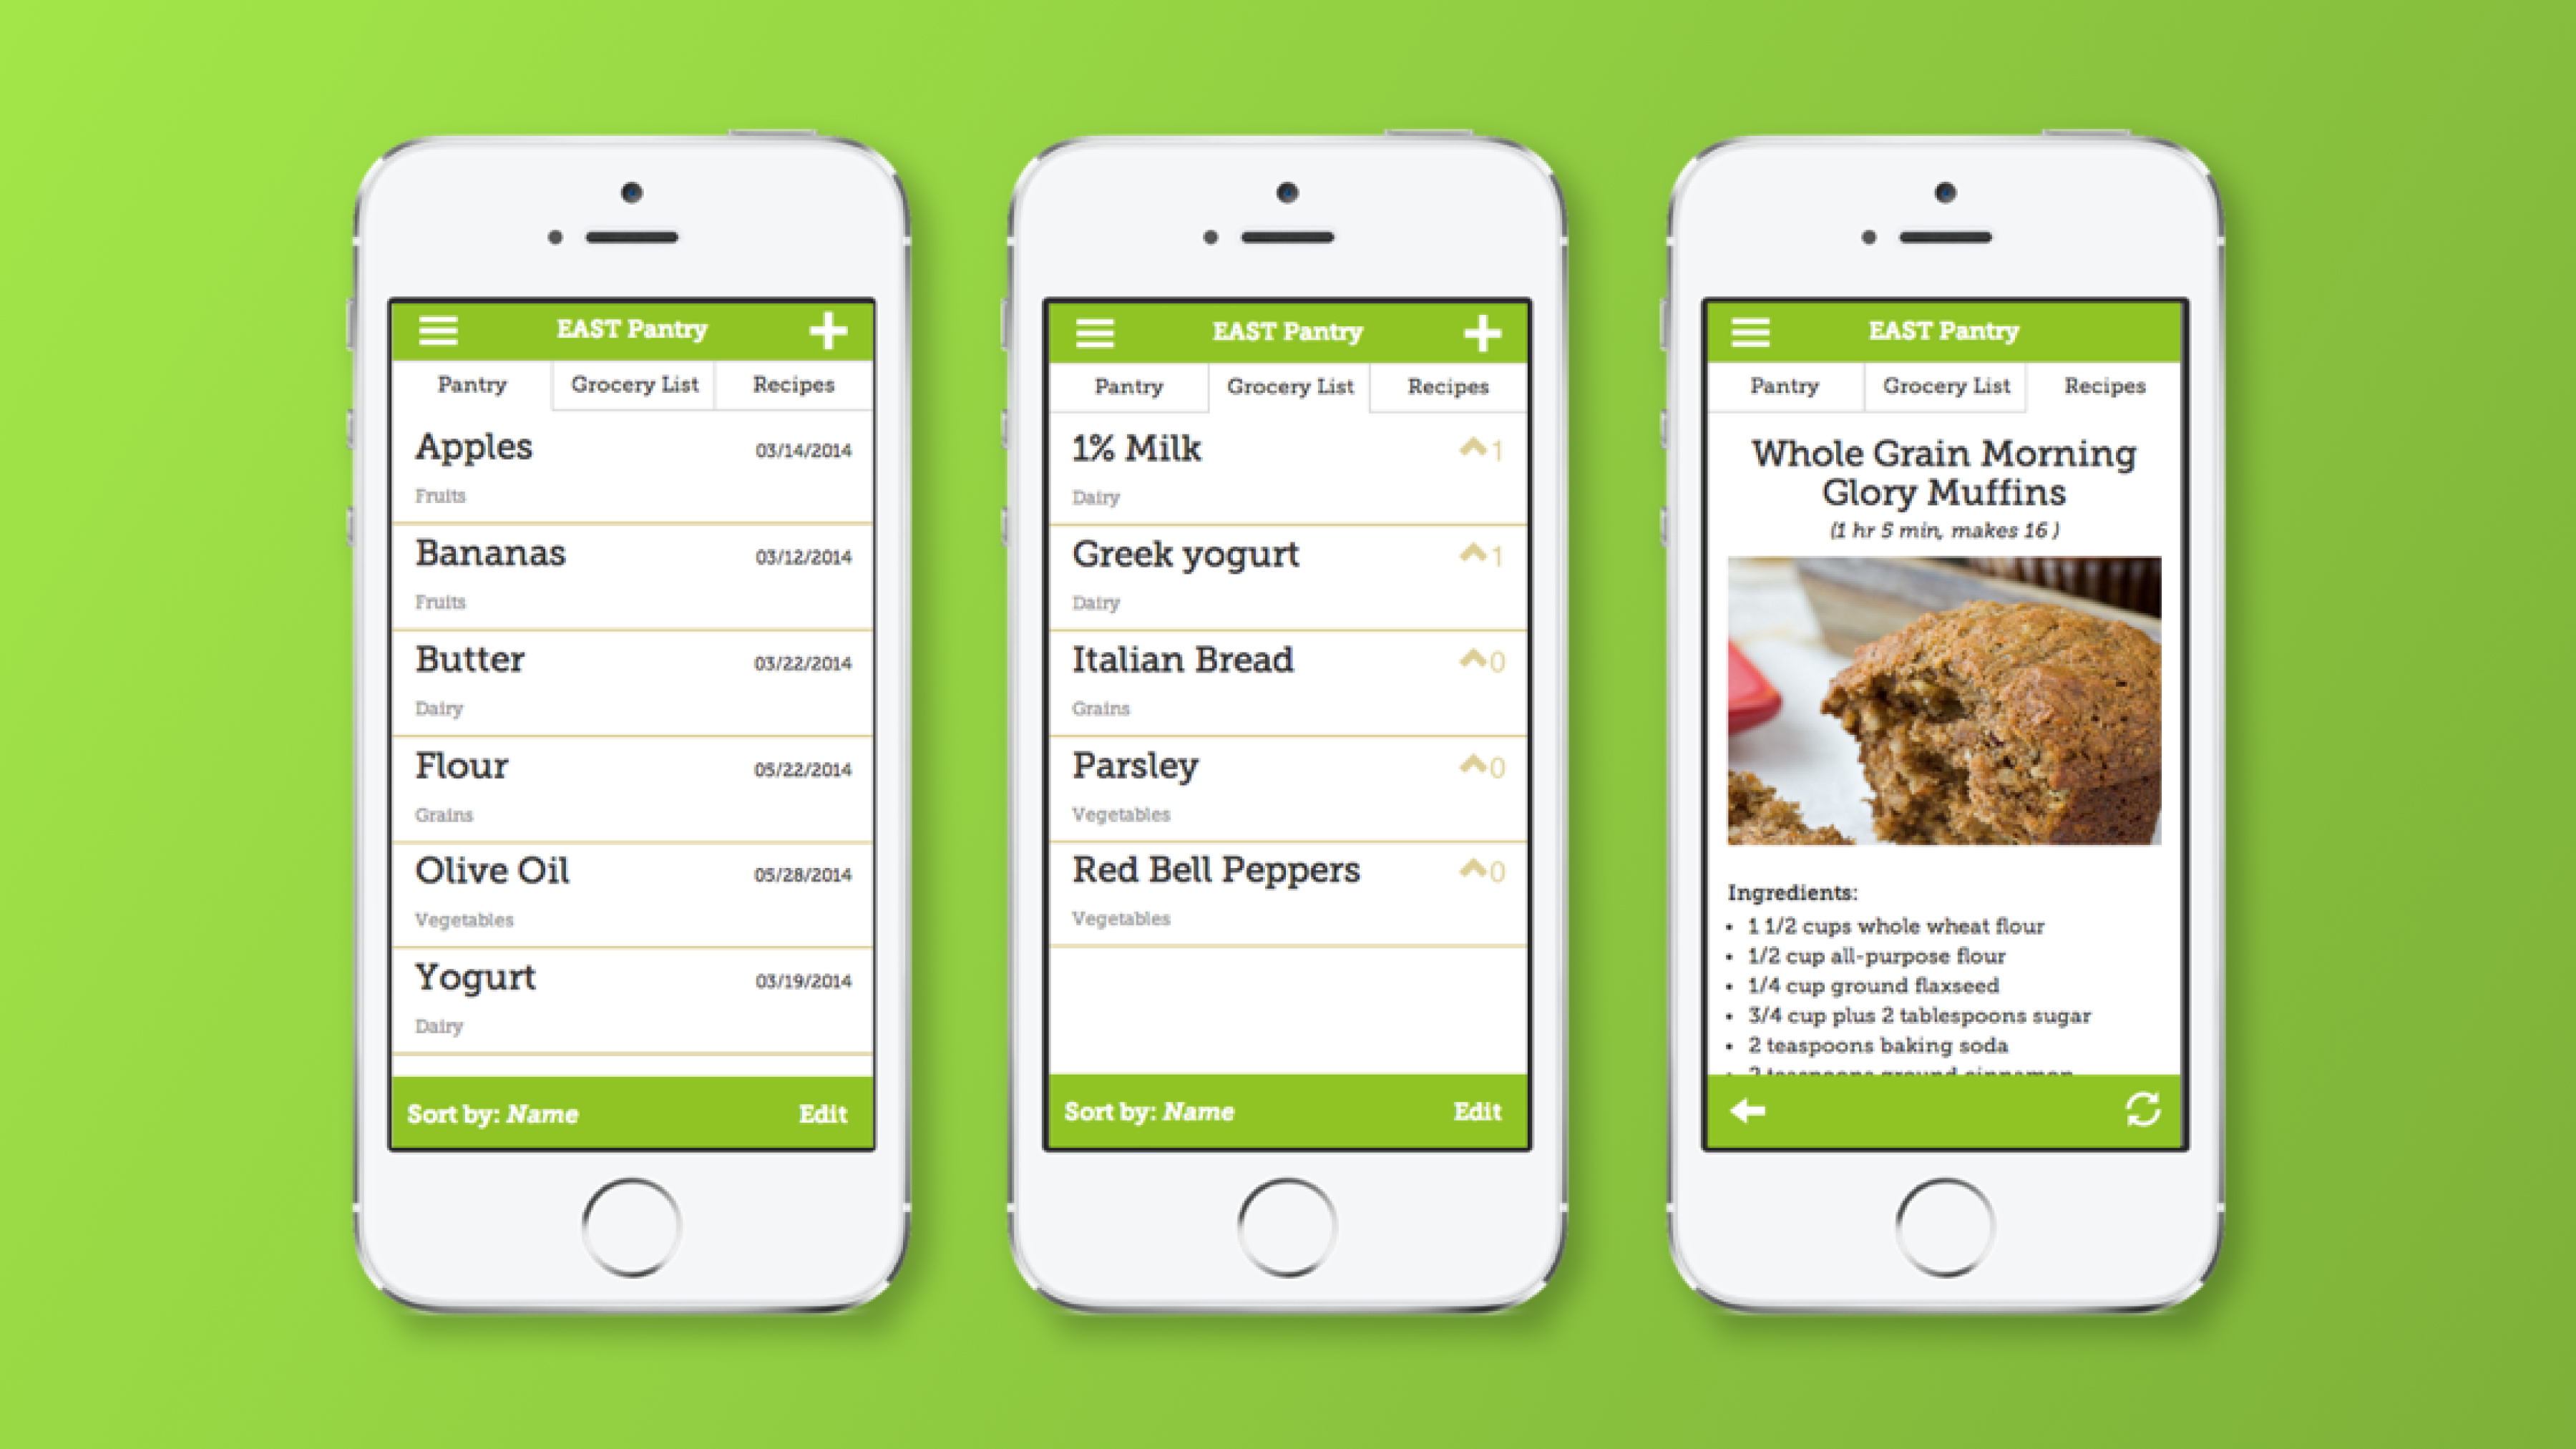 EAST Pantry
Pantry Grocery List Recipes
Apples 03/14/2014
Fruits
Bananas 03/12/2014
Fruits
Butter 03/22/2014
Dairy
Flour 05/22/2014
Grains
Olive Oil 05/28/2014
Vegetables
Yogurt 03/19/2014
Dairy
Sort by: Name Edit
EAST Pantry
Pantry Grocery List Recipes
1% Milk 1
Dairy
Greek yogurt 1
Dairy
Italian Bread 0
Grains
Parsley 0
Vegetables
Red Bell Peppers 0
Vegetables
Sort by: Name Edit
EAST Pantry
Pantry Grocery List Recipes
Whole Grain Morning
Glory Muffins
(1 hr 5 min, makes 16 )
Ingredients:
• 1 1/2 cups whole wheat flour
• 1/2 cup all-purpose flour
• 1/4 cup ground flaxseed
• 3/4 cup plus 2 tablespoons sugar
• 2 teaspoons baking soda
• 2 teaspoons ground cinnamon